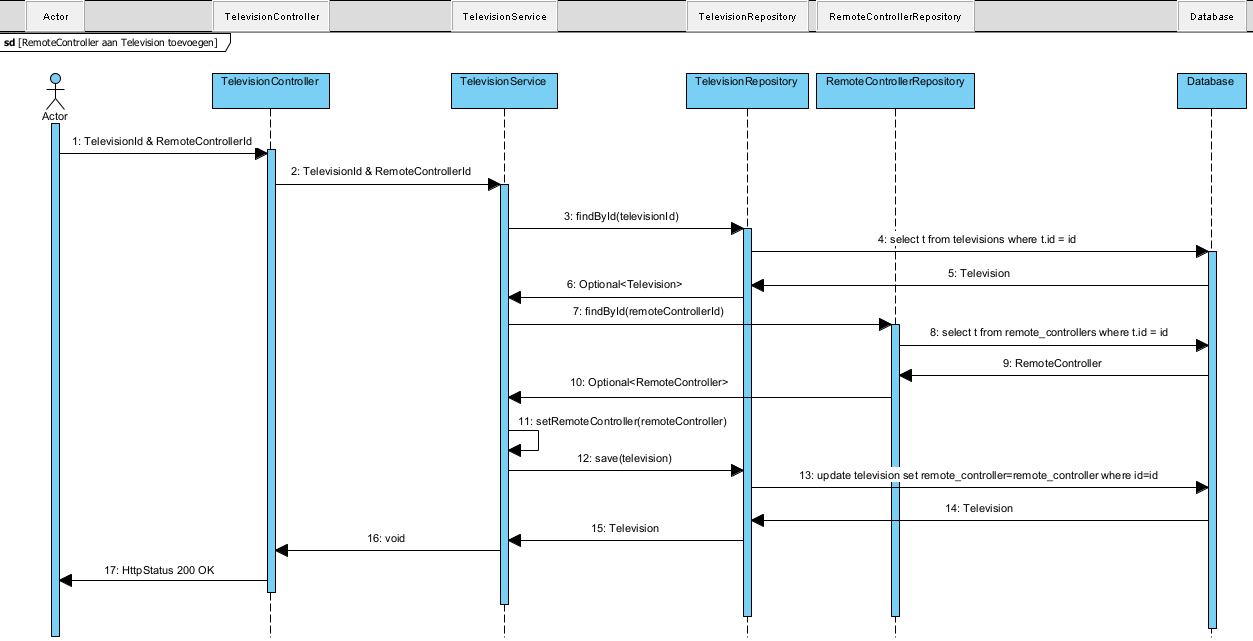 Actor
TelevisionController
TelevisionService
TelevisionRepository
RemoteControllerRepository
Database
sd [RemoteController aan Television toevoegen]
TelevisionController
TelevisionService
TelevisionRepository
RemoteControllerRepository
Database
Actor
1: TelevisionId & RemoteControllerId
2: TelevisionId & RemoteControllerId
3: findById(televisionId)
4: select t from televisions where t.id = id
5: Television
6: Optional<Television>
7: findById(remoteControllerId)
8: select t from remote_controllers where t.id = id
9: RemoteController
10: Optional<RemoteController>
11: setRemoteController(remoteController)
12: save(television)
13: update television set remote_controller=remote_controller where id=id
14: Television
15: Television
16: void
17: HttpStatus 200 OK